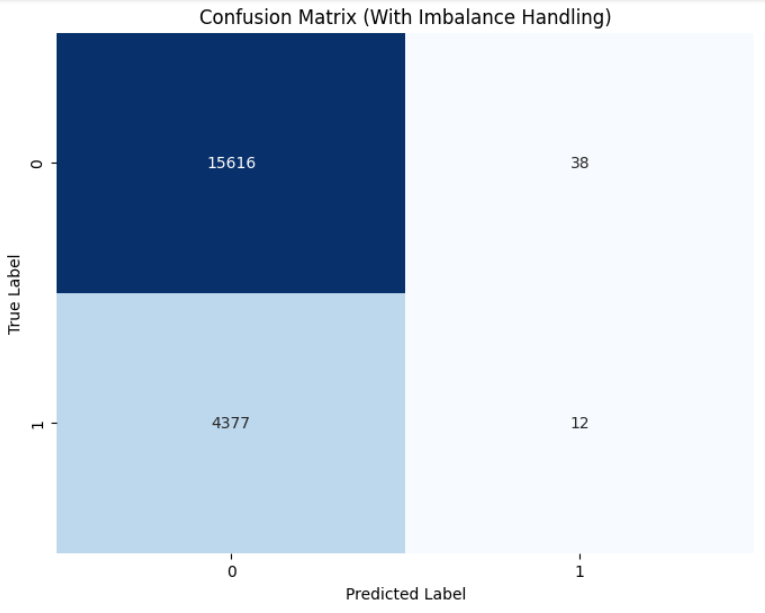 Confusion Matrix (With Imbalance Handling)
True Label
0
15616
38
1
4377
12
0
1
Predicted Label